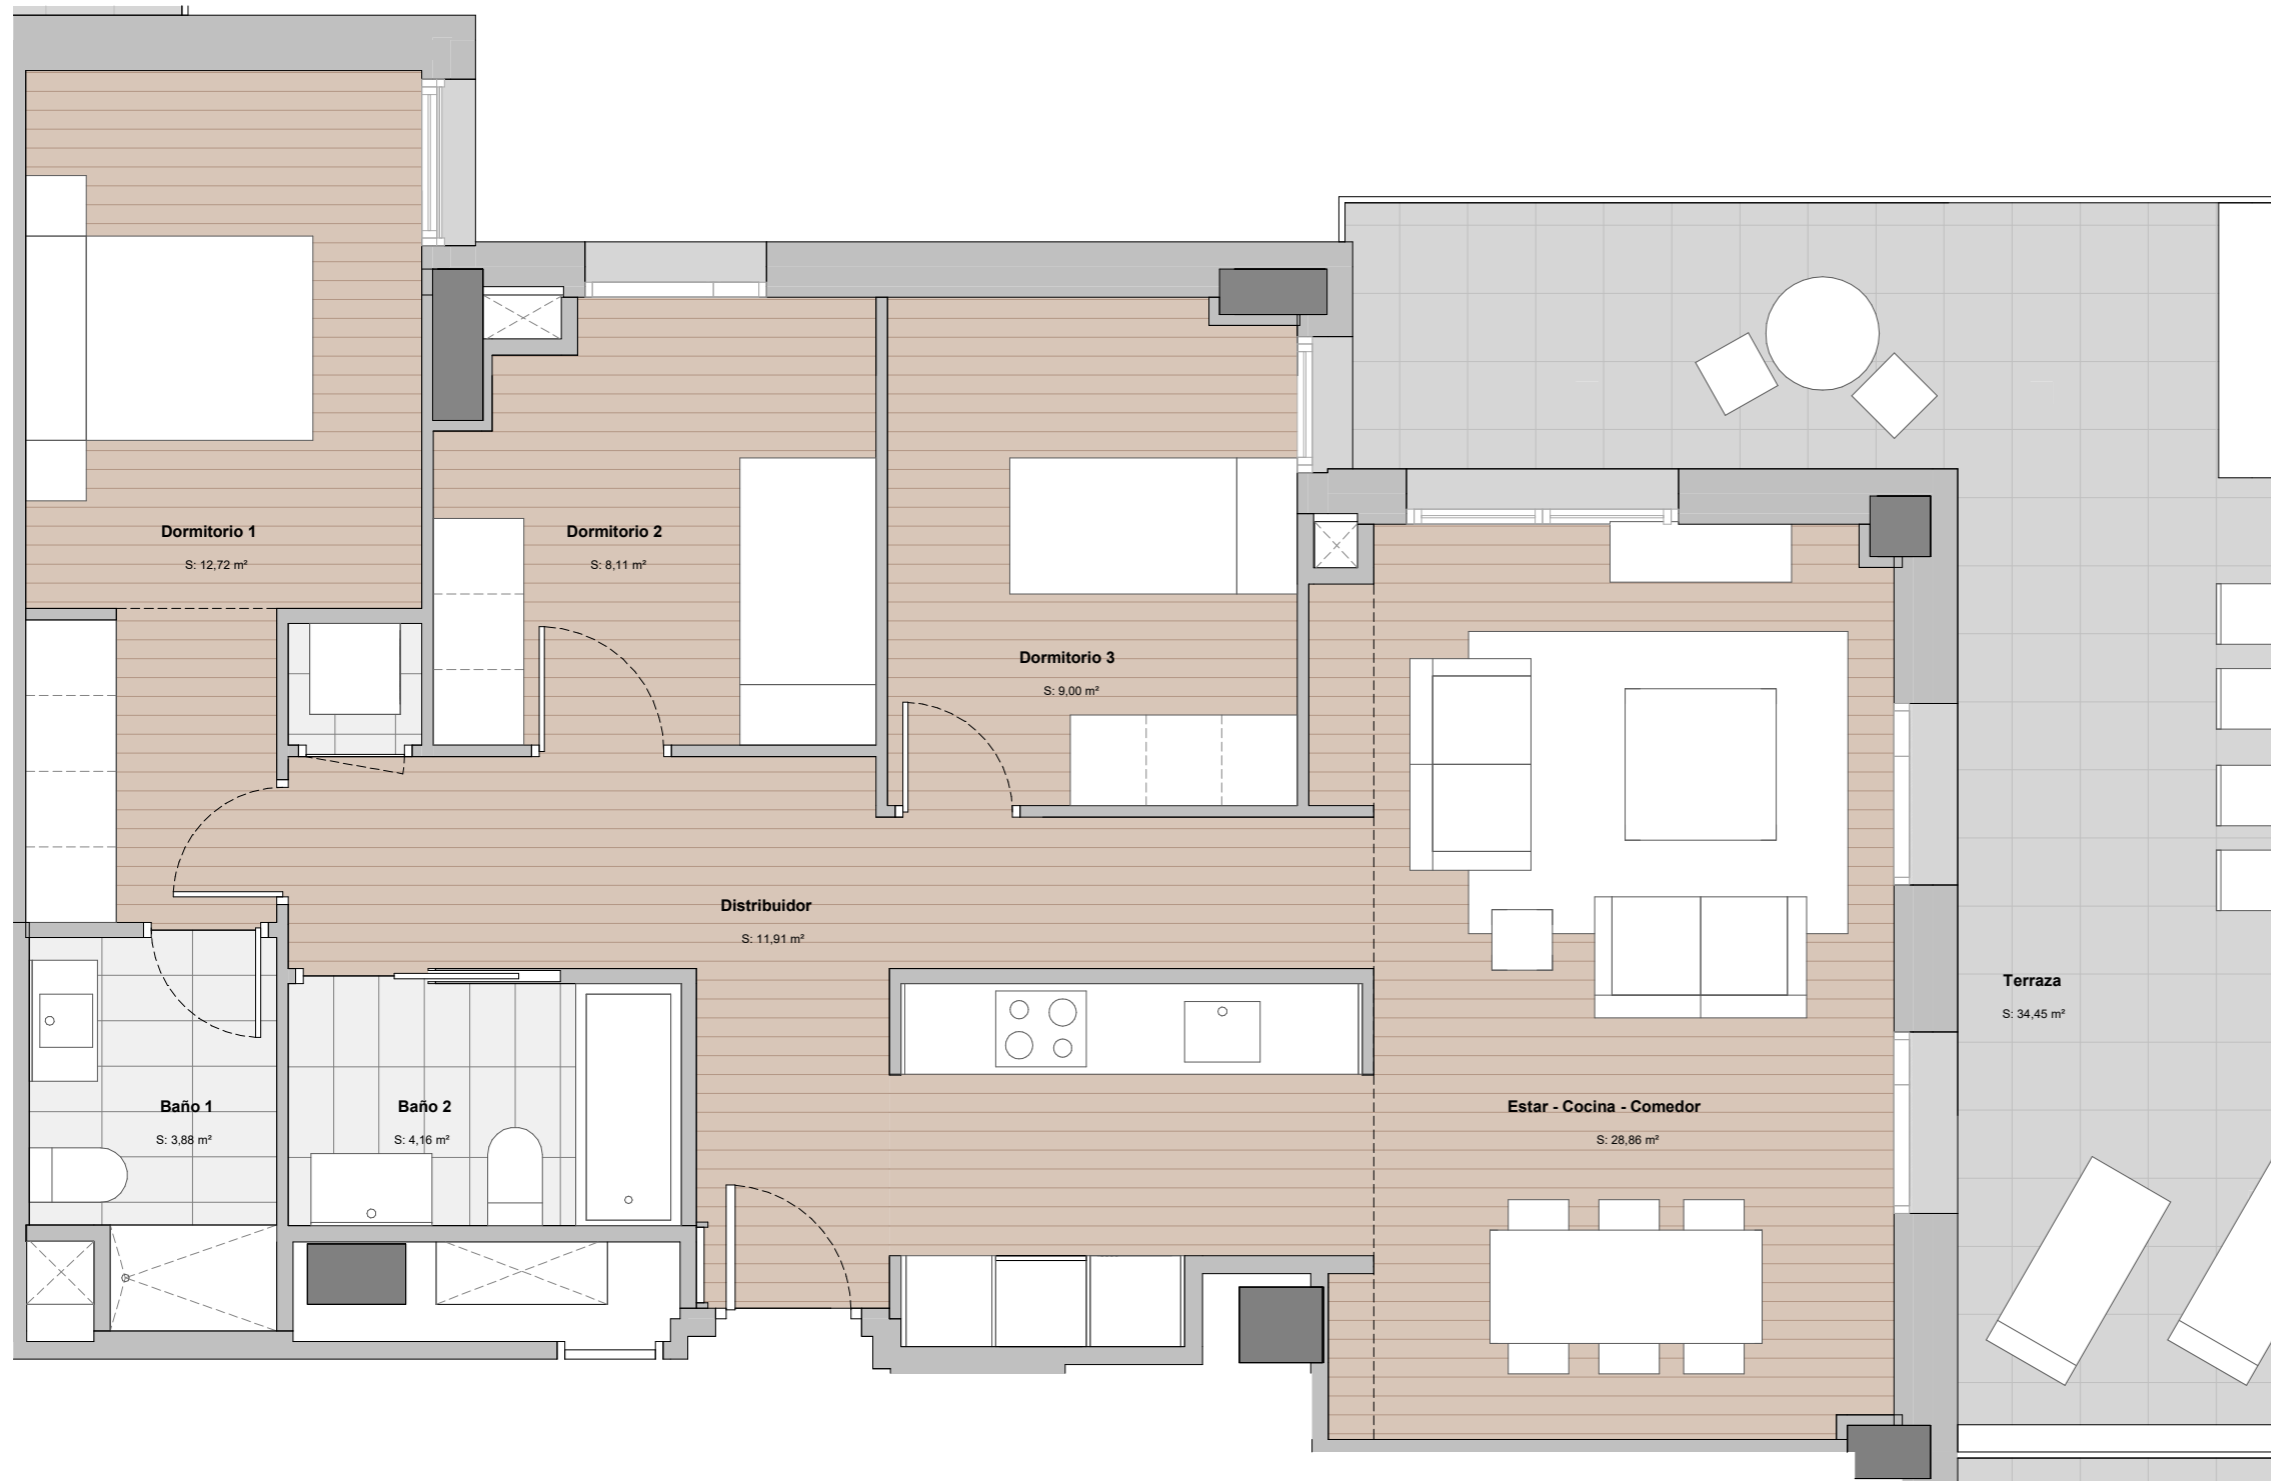 Dormitorio 1
S: 12,72 m²
Dormitorio 2
S: 8,11 m²
Dormitorio 3
S: 9,00 m²
Distribuidor
S: 11,91 m²
Terraza
S: 34,45 m²
Baño 1
S: 3,88 m²
Baño 2
S: 4,16 m²
Estar - Cocina - Comedor
S: 28,86 m²